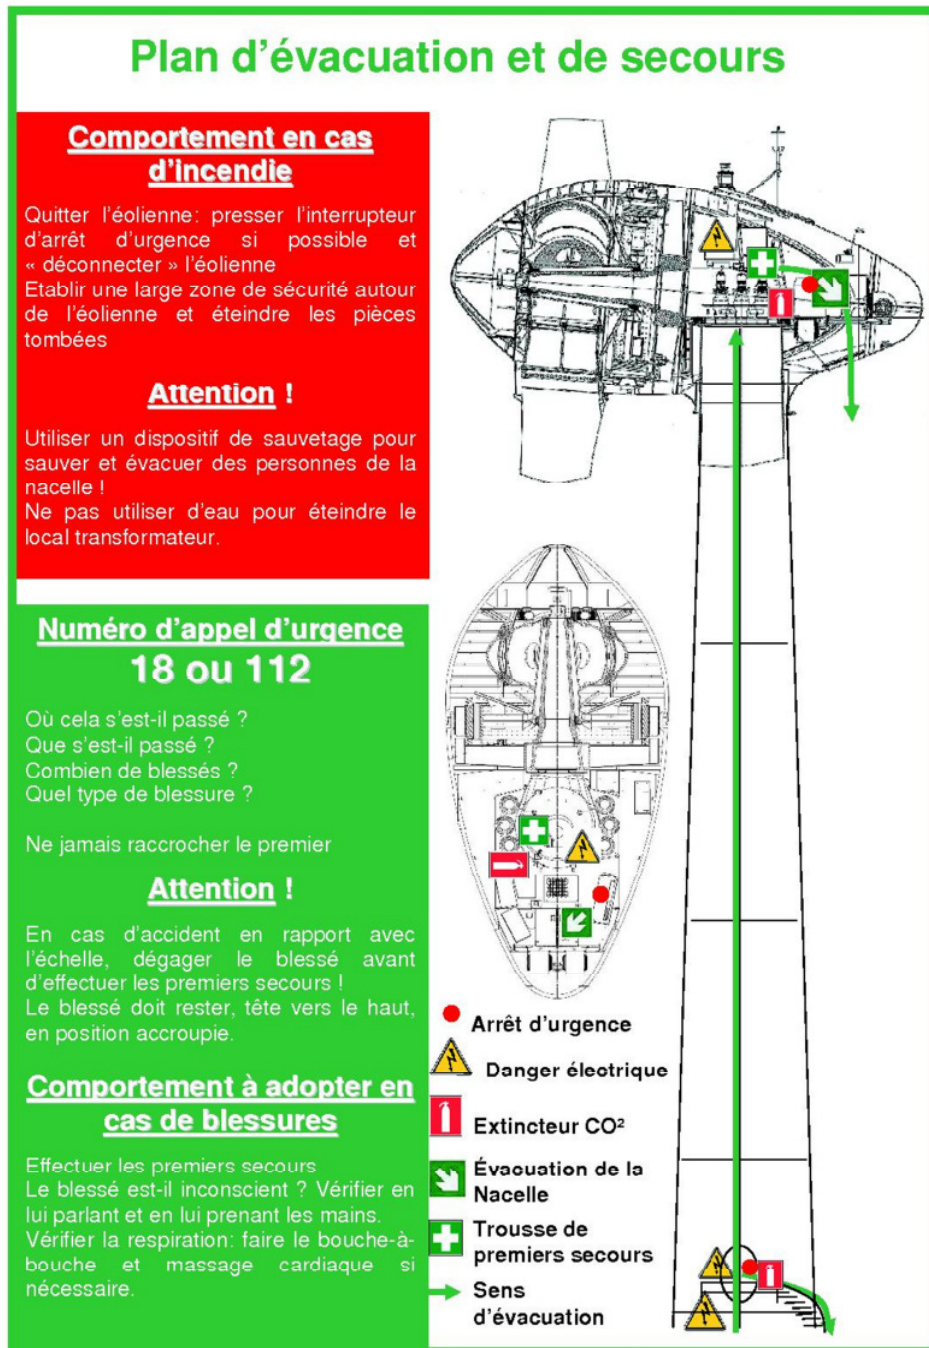 Plan d'évacuation et de secours
Comportement en cas
d'incendie
Quitter l'éolienne: presser l'interrupteur
d'arrêt d'urgence si possible et
« déconnecter » l'éolienne
Etablir une large zone de sécurité autour
de l'éolienne et éteindre les pièces
tombées
Attention !
Utiliser un dispositif de sauvetage pour
sauver et évacuer des personnes de la
nacelle !
Ne pas utiliser d'eau pour éteindre le
local transformateur.
Numéro d'appel d'urgence
18 ou 112
Où cela s'est-il passé ?
Que s'est-il passé ?
Combien de blessés ?
Quel type de blessure ?
Ne jamais raccrocher le premier
Attention !
En cas d'accident en rapport avec
l'échelle, dégager le blessé avant
d'effectuer les premiers secours !
Le blessé doit rester, tête vers le haut,
en position accroupie.
Comportement à adopter en
cas de blessures
Effectuer les premiers secours
Le blessé est-il inconscient ? Vérifier en
lui parlant et en lui prenant les mains.
Vérifier la respiration: faire le bouche-à-
bouche et massage cardiaque si
nécessaire.
Arrêt d'urgence
Danger électrique
Extincteur CO²
Évacuation de la
Nacelle
Trousse de
premiers secours
Sens
d'évacuation